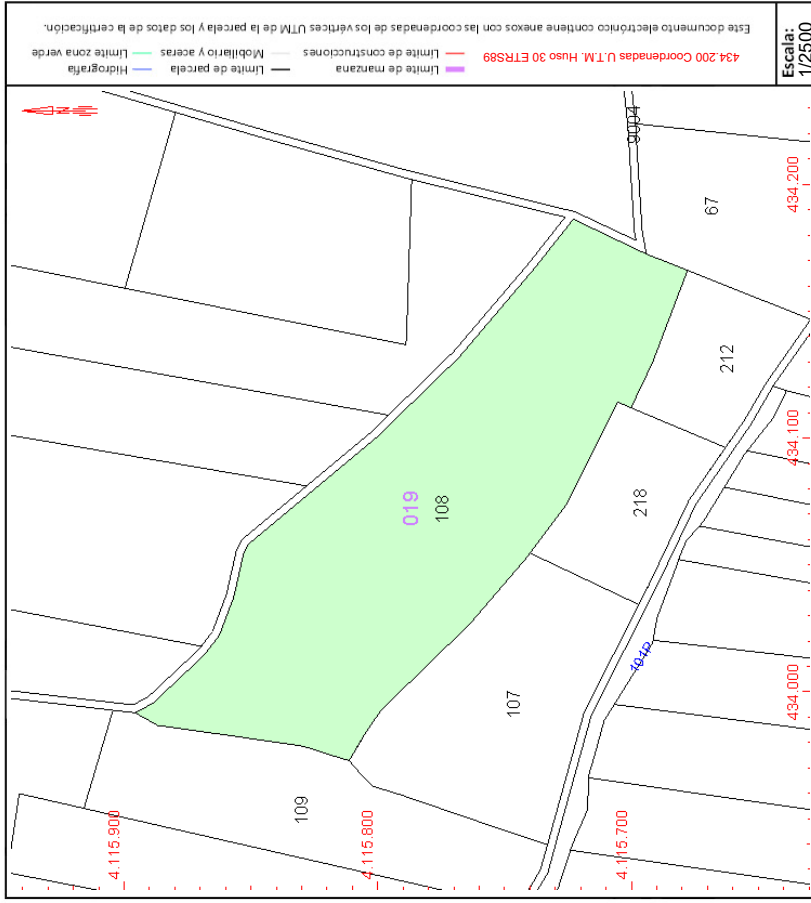 Este documento electrónico contiene anexos con las coordenadas de los vértices UTM de la parcela y los datos de la certificación.
434.200 Coordenadas U.T.M. Huso 30 ETRS89
Límite de manzana
Límite de construcciones
Límite de parcela
Mobiliario y aceras
Límite zona verde
Hidrografía
Escala:
1/2500
9004
67
434.200
212
434.100
019
108
218
101P
107
434.000
109
4.115.900
4.115.800
4.115.700